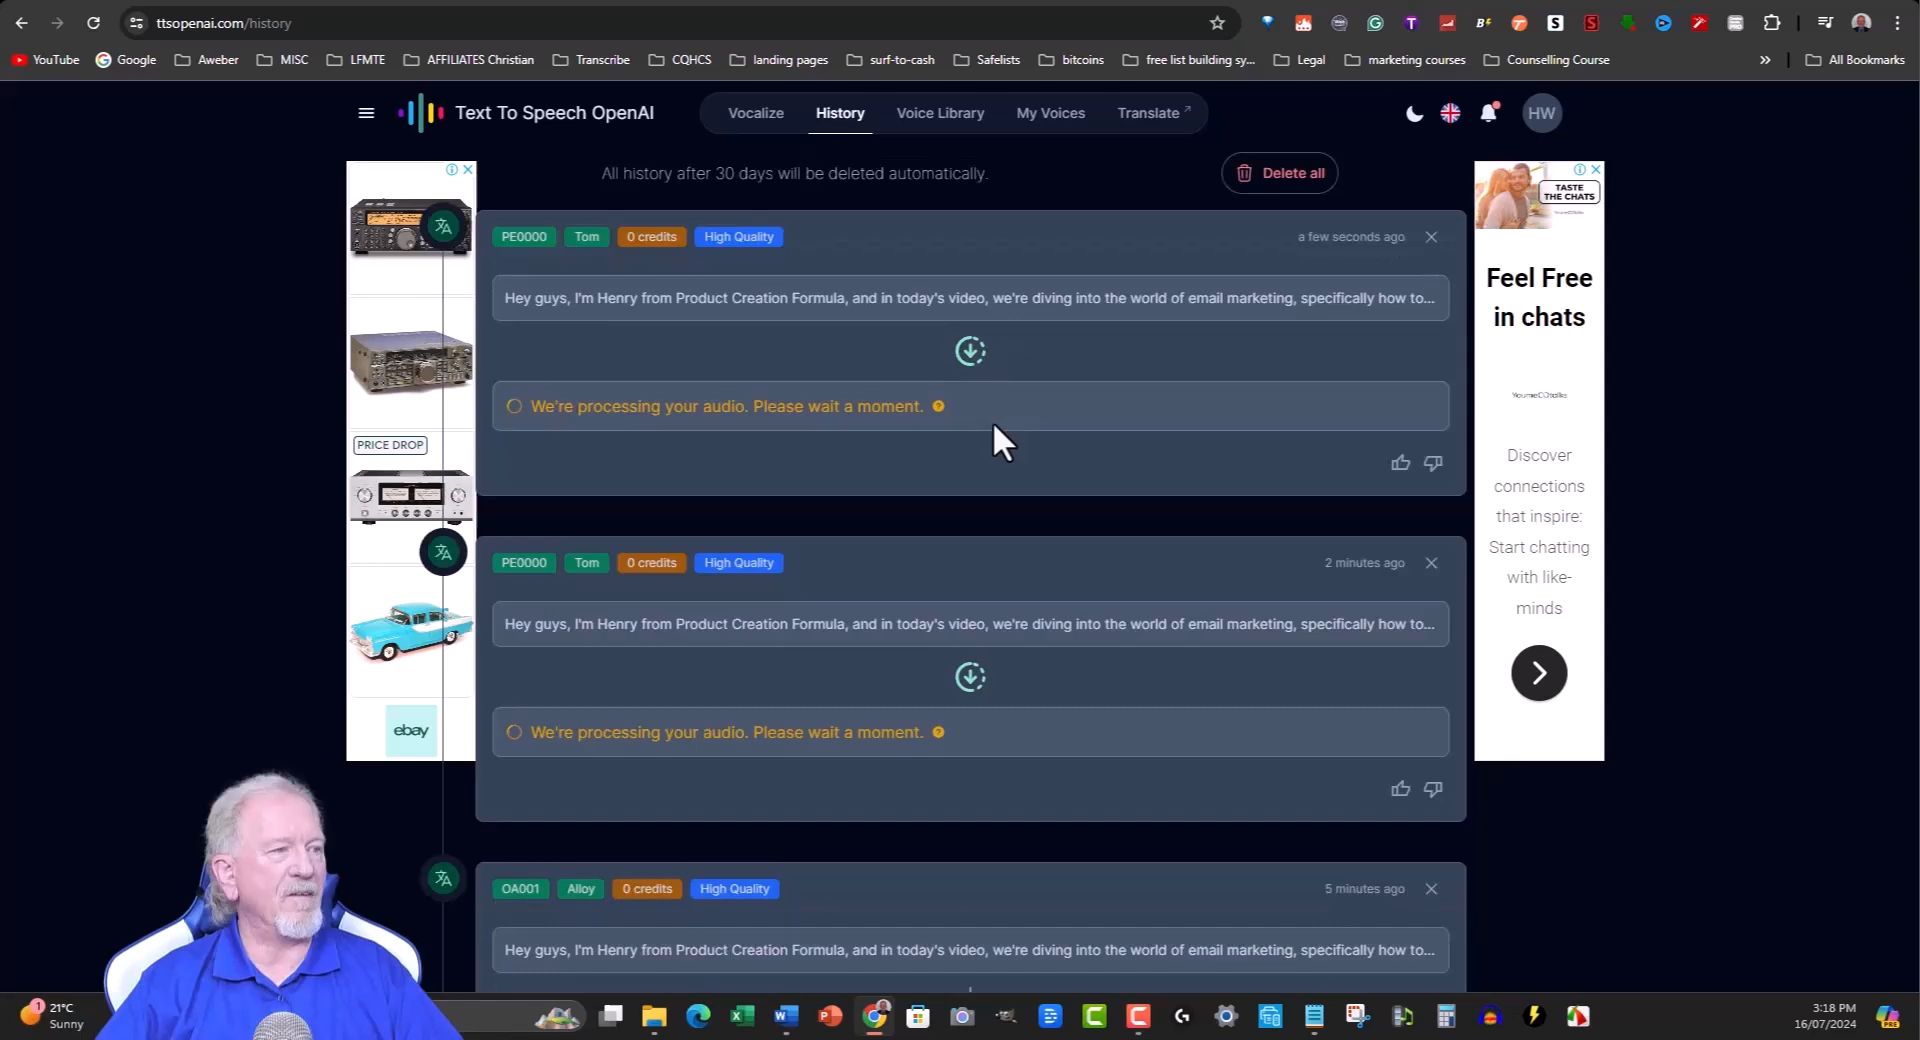 ttsopenai.com/history
YouTube
Google
Aweber
MISC
LFMTE
AFFILIATES Christian
Transcribe
CQHCS
landing pages
surf-to-cash
Safelists
bitcoins
free list building sy...
Legal
marketing courses
Counselling Course
»
All Bookmarks
Text To Speech OpenAI
Vocalize
History
Voice Library
My Voices
Translate
HW
All history after 30 days will be deleted automatically.
Delete all
PE0000 Tom 0 credits High Quality a few seconds ago
Hey guys, I'm Henry from Product Creation Formula, and in today's video, we're diving into the world of email marketing, specifically how to...
We're processing your audio. Please wait a moment.
PE0000 Tom 0 credits High Quality 2 minutes ago
Hey guys, I'm Henry from Product Creation Formula, and in today's video, we're diving into the world of email marketing, specifically how to...
We're processing your audio. Please wait a moment.
OA001 Alloy 0 credits High Quality 5 minutes ago
Hey guys, I'm Henry from Product Creation Formula, and in today's video, we're diving into the world of email marketing, specifically how to...
PRICE DROP
ebay
TASTE
THE CHATS
Feel Free
in chats
Discover
connections
that inspire:
Start chatting
with like-
minds
1
21°C
Sunny
3:18 PM
16/07/2024